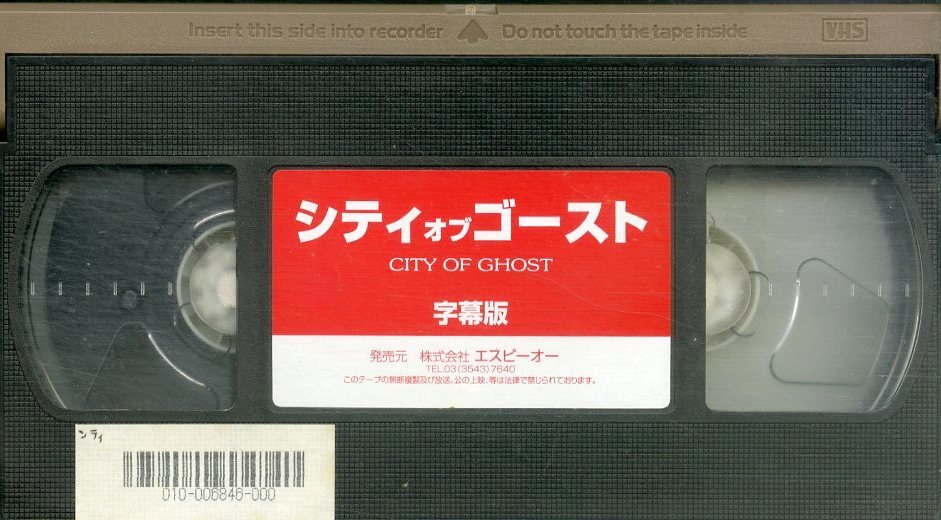 Insert this side into recorder Do not touch the tape inside VHS
シティオブゴースト
CITY OF GHOST
字幕版
発売元 株式会社 エスピーオー
TEL.03(3543)7640
このテープの無断複製及び放送、公の上映、等は法律で禁じられております。
シティ
010-006846-000